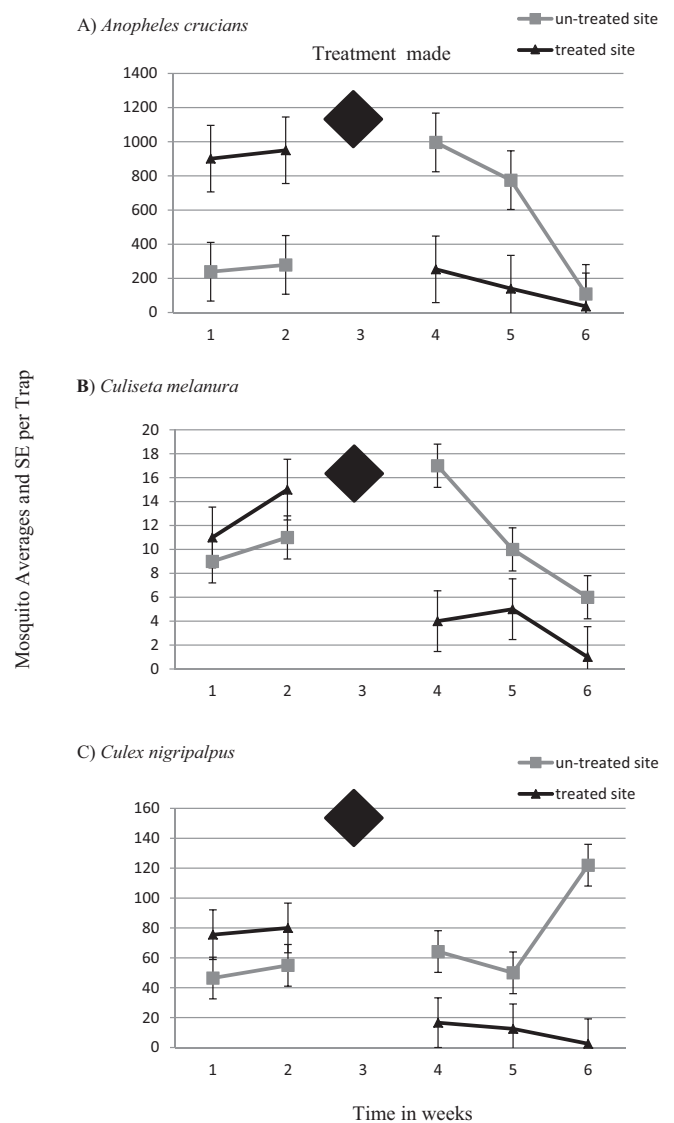 A) Anopheles crucians
un-treated site
treated site
Treatment made
1400
1200
1000
800
600
400
200
0
1 2 3 4 5 6
Mosquito Averages and SE per Trap
B) Culiseta melanura
20
18
16
14
12
10
8
6
4
2
0
1 2 3 4 5 6
C) Culex nigripalpus
un-treated site
treated site
160
140
120
100
80
60
40
20
0
1 2 3 4 5 6
Time in weeks